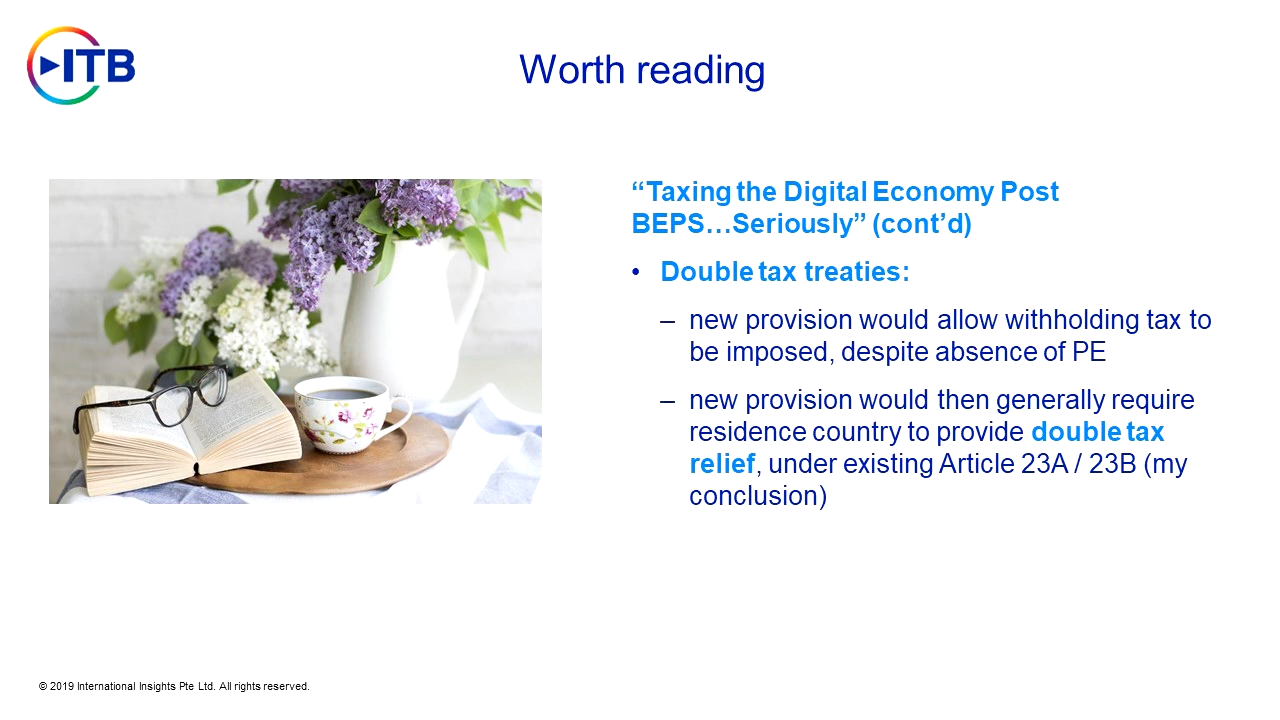 ITB
Worth reading
“Taxing the Digital Economy Post
BEPS…Seriously” (cont’d)
• Double tax treaties:
– new provision would allow withholding tax to
be imposed, despite absence of PE
– new provision would then generally require
residence country to provide double tax
relief, under existing Article 23A / 23B (my
conclusion)
© 2019 International Insights Pte Ltd. All rights reserved.